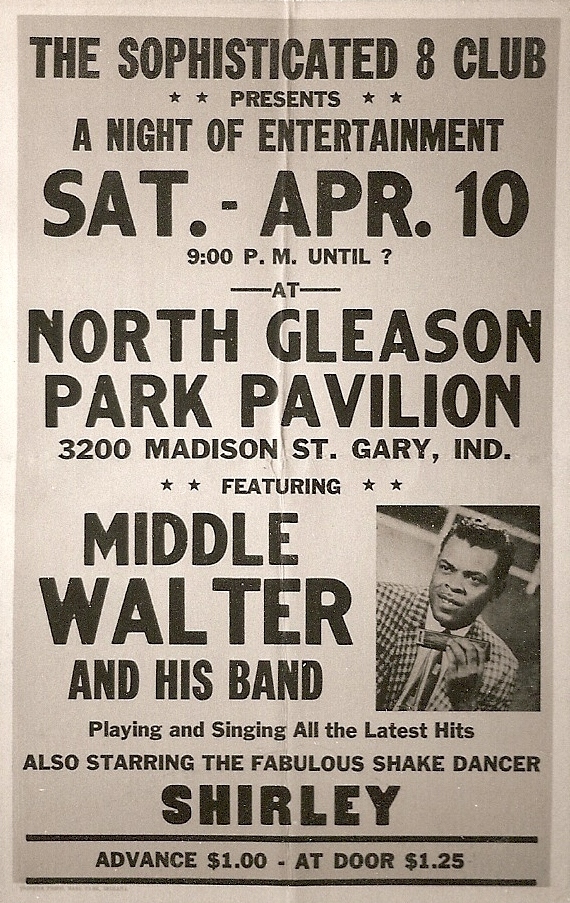 THE SOPHISTICATED 8 CLUB
★ ★ PRESENTS ★ ★
A NIGHT OF ENTERTAINMENT
SAT. - APR. 10
9:00 P. M. UNTIL ?
—AT—
NORTH GLEASON
PARK PAVILION
3200 MADISON ST. GARY, IND.
★ ★ FEATURING ★ ★
MIDDLE
WALTER
AND HIS BAND
Playing and Singing All the Latest Hits
ALSO STARRING THE FABULOUS SHAKE DANCER
SHIRLEY
ADVANCE $1.00 - AT DOOR $1.25